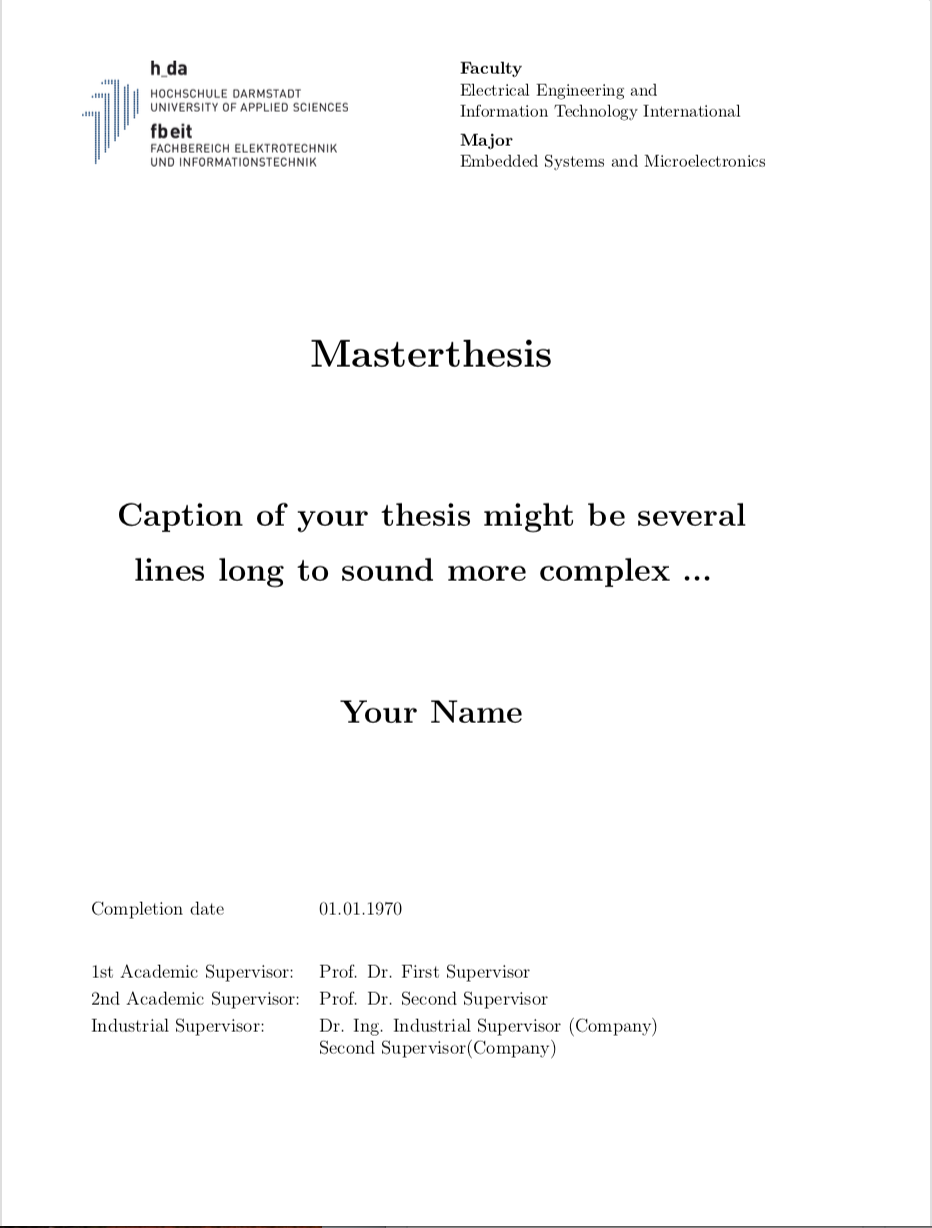 h_da
HOCHSCHULE DARMSTADT
UNIVERSITY OF APPLIED SCIENCES
fbeit
FACHBEREICH ELEKTROTECHNIK
UND INFORMATIONSTECHNIK
Faculty
Electrical Engineering and
Information Technology International
Major
Embedded Systems and Microelectronics
Masterthesis
Caption of your thesis might be several
lines long to sound more complex ...
Your Name
Completion date 01.01.1970
1st Academic Supervisor: Prof. Dr. First Supervisor
2nd Academic Supervisor: Prof. Dr. Second Supervisor
Industrial Supervisor: Dr. Ing. Industrial Supervisor (Company)
Second Supervisor(Company)